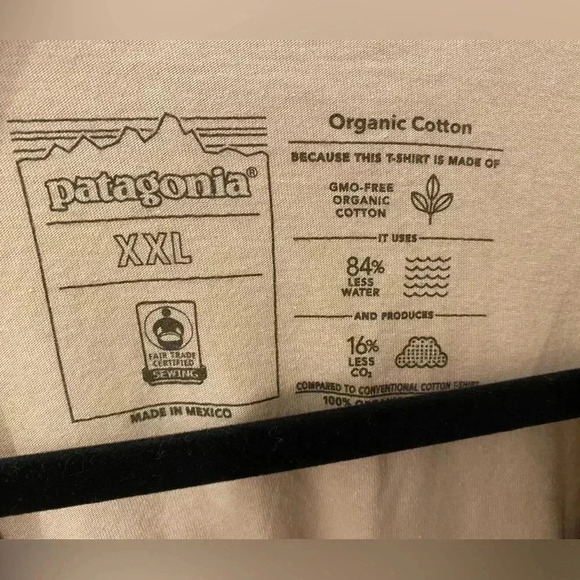 patagonia®
XXL
FAIR TRADE
CERTIFIED
SEWING
MADE IN MEXICO
Organic Cotton
BECAUSE THIS T-SHIRT IS MADE OF
GMO-FREE
ORGANIC
COTTON
IT USES
84%
LESS
WATER
AND PRODUCES
16%
LESS
CO₂
COMPARED TO CONVENTIONAL COTTON
100%